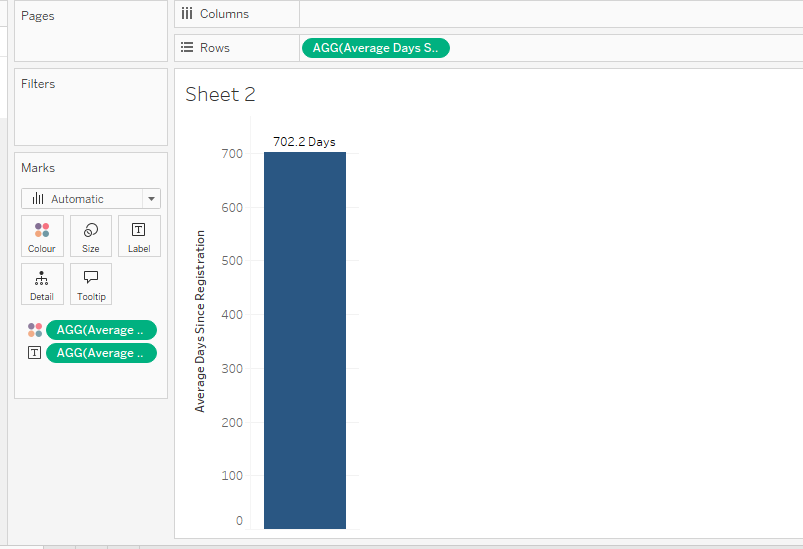 Pages
Columns
Rows
AGG(Average Days S..
Filters
Sheet 2
Marks
Automatic
Colour
Size
Label
Detail
Tooltip
AGG(Average ..
AGG(Average ..
702.2 Days
Average Days Since Registration
700
600
500
400
300
200
100
0